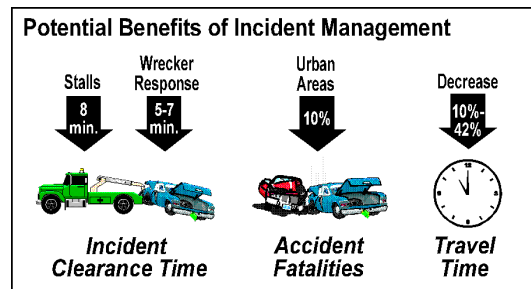 Potential Benefits of Incident Management
Stalls
8
min.
Wrecker
Response
5-7
min.
Urban
Areas
10%
Decrease
10%-
42%
12
Incident
Clearance Time
Accident
Fatalities
Travel
Time